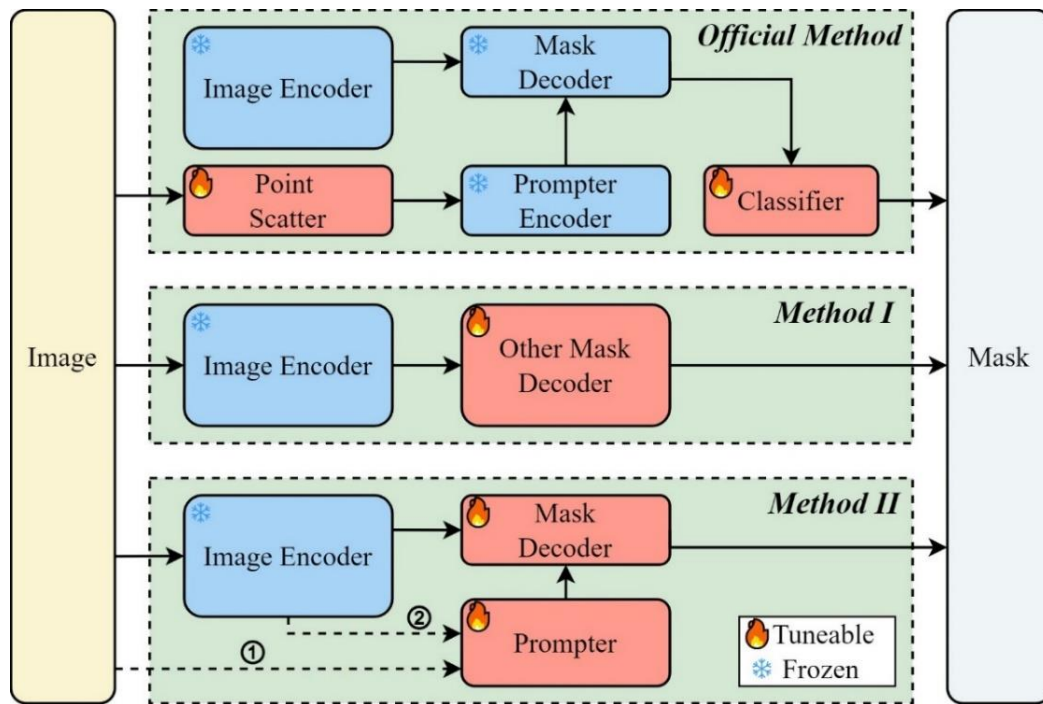 Image
Official Method
Image Encoder
Mask
Decoder
Point
Scatter
Prompter
Encoder
Classifier
Method I
Image Encoder
Other Mask
Decoder
Method II
Image Encoder
Mask
Decoder
①
②
Prompter
Tuneable
Frozen
Mask